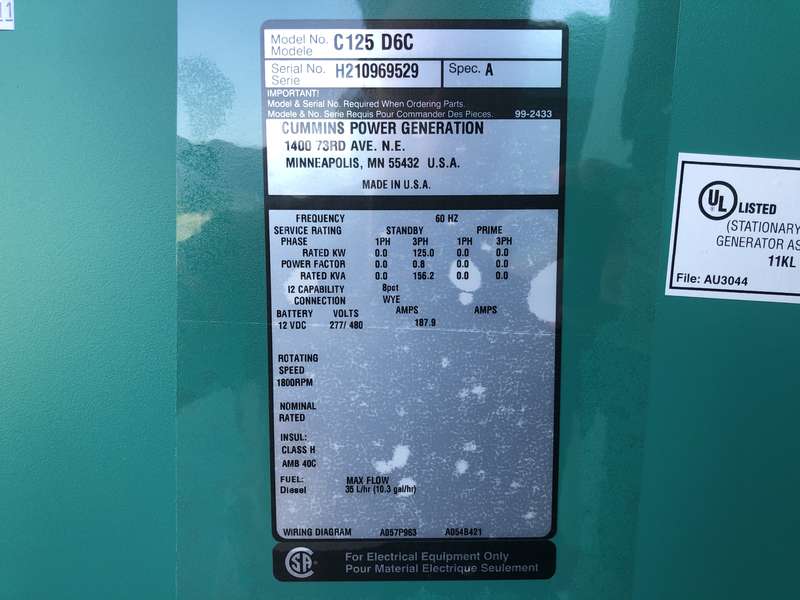 11
Model No. C125 D6C
Modele
Serial No. H210969529 Spec. A
Serie
IMPORTANT!
Model & Serial No. Required When Ordering Parts.
Modele & No. Serie Requis Pour Commander Des Pieces. 99-2433
CUMMINS POWER GENERATION
1400 73RD AVE. N.E.
MINNEAPOLIS, MN 55432 U.S.A.
MADE IN U.S.A.
FREQUENCY 60 HZ
SERVICE RATING STANDBY PRIME
PHASE 1PH 3PH 1PH 3PH
RATED KW 0.0 125.0 0.0 0.0
POWER FACTOR 0.0 0.8 0.0 0.0
RATED KVA 0.0 156.2 0.0 0.0
I2 CAPABILITY 8pct
CONNECTION WYE
BATTERY VOLTS AMPS AMPS
12 VDC 277/ 480 187.9
ROTATING
SPEED
1800RPM
NOMINAL
RATED
INSUL:
CLASS H
AMB 40C
FUEL: MAX FLOW
Diesel 35 L/hr (10.3 gal/hr)
WIRING DIAGRAM A057P963 A054B421
CSA
For Electrical Equipment Only
Pour Material Electrique Seulement
UL LISTED
(STATIONARY
GENERATOR AS
11KL
File: AU3044